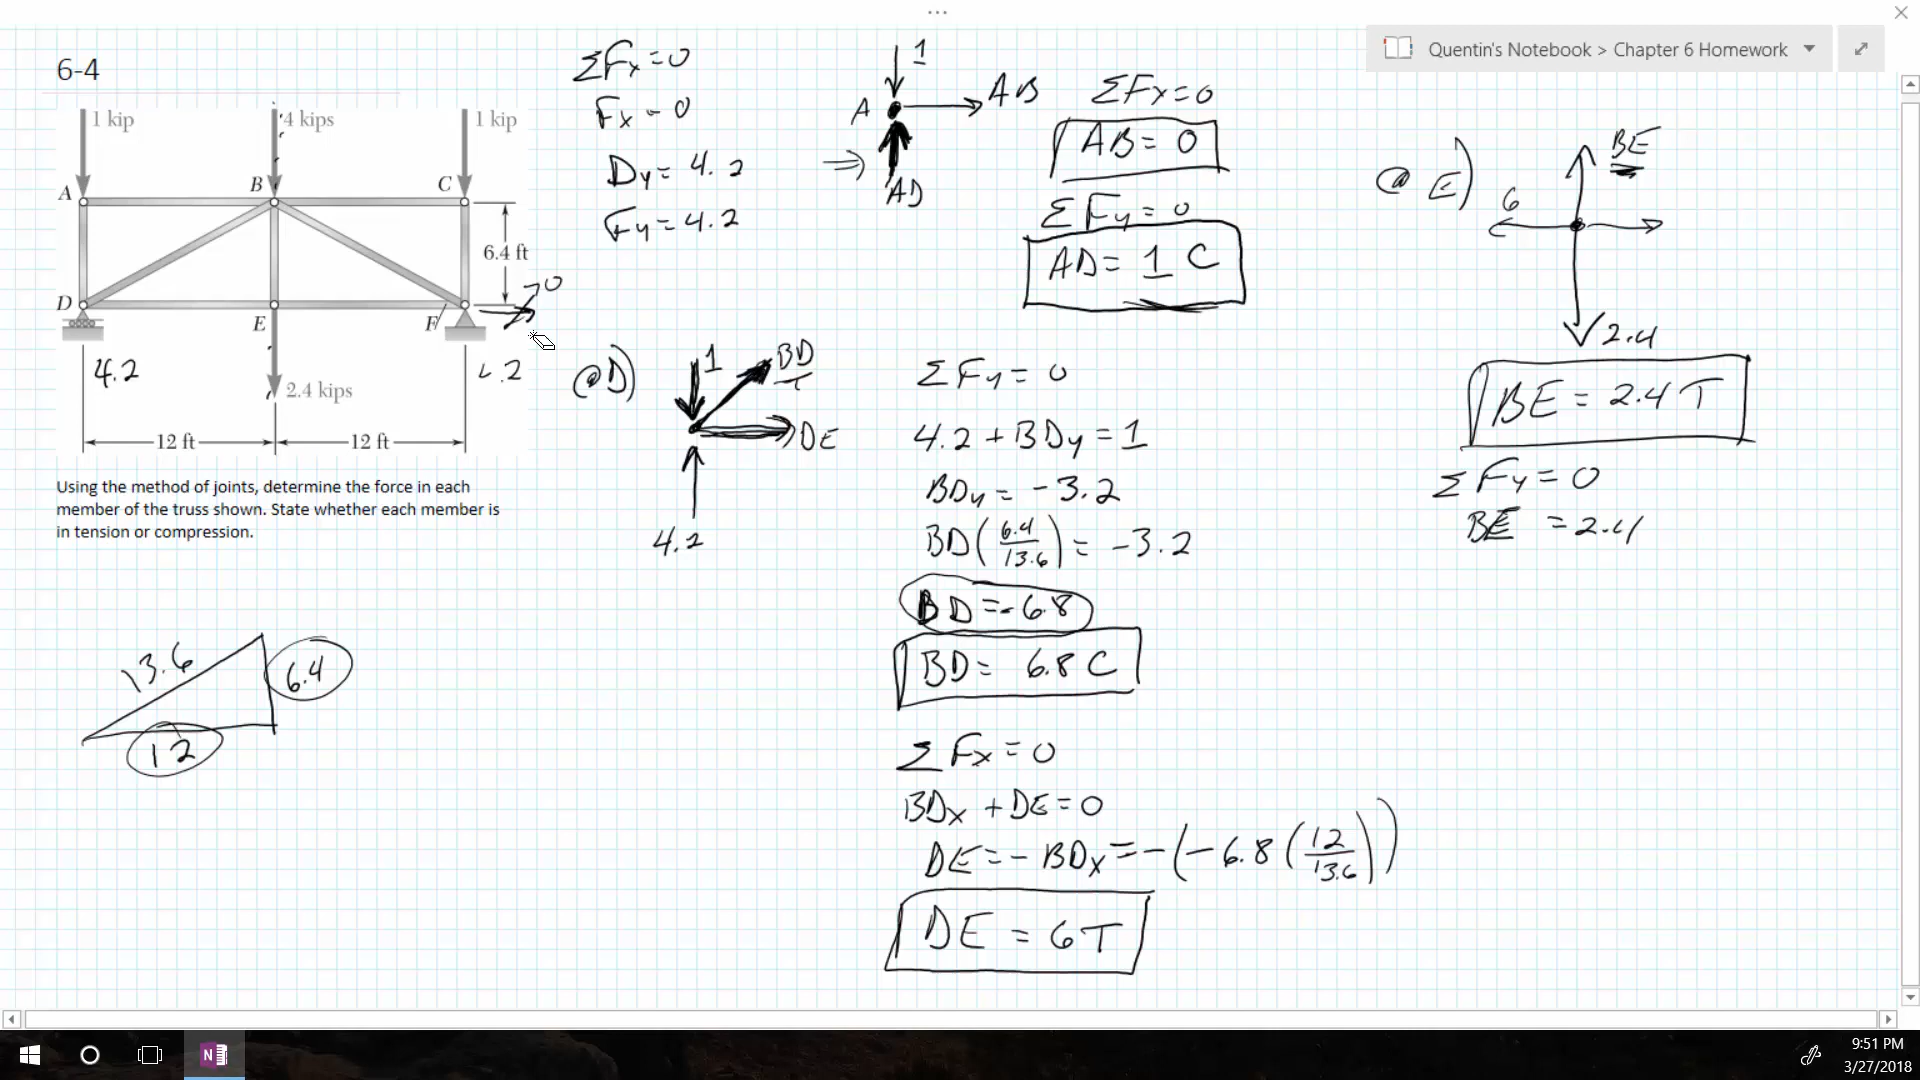 Quentin's Notebook > Chapter 6 Homework
6-4
1 kip
4 kips
1 kip
A
B
C
6.4 ft
D
E
F
0
4.2
.2
2.4 kips
12 ft
12 ft
Using the method of joints, determine the force in each
member of the truss shown. State whether each member is
in tension or compression.
13.6
6.4
12
ΣFx=0
Fx=0
Dy=4.2
Fy=4.2
1
A
AB
⇒
AD
ΣFx=0
AB=0
ΣFy=0
AD=1 C
@D)
1
BD
DE
4.2
ΣFy=0
4.2+BDy=1
BDy=-3.2
BD(6.4/13.6)=-3.2
BD=-6.8
BD=6.8 C
ΣFx=0
BDx+DE=0
DE=-BDx=-(-6.8(12/13.6))
DE=6T
@ E)
BE
6
2.4
BE=2.4 T
ΣFy=0
BE=2.4
N
9:51 PM
3/27/2018